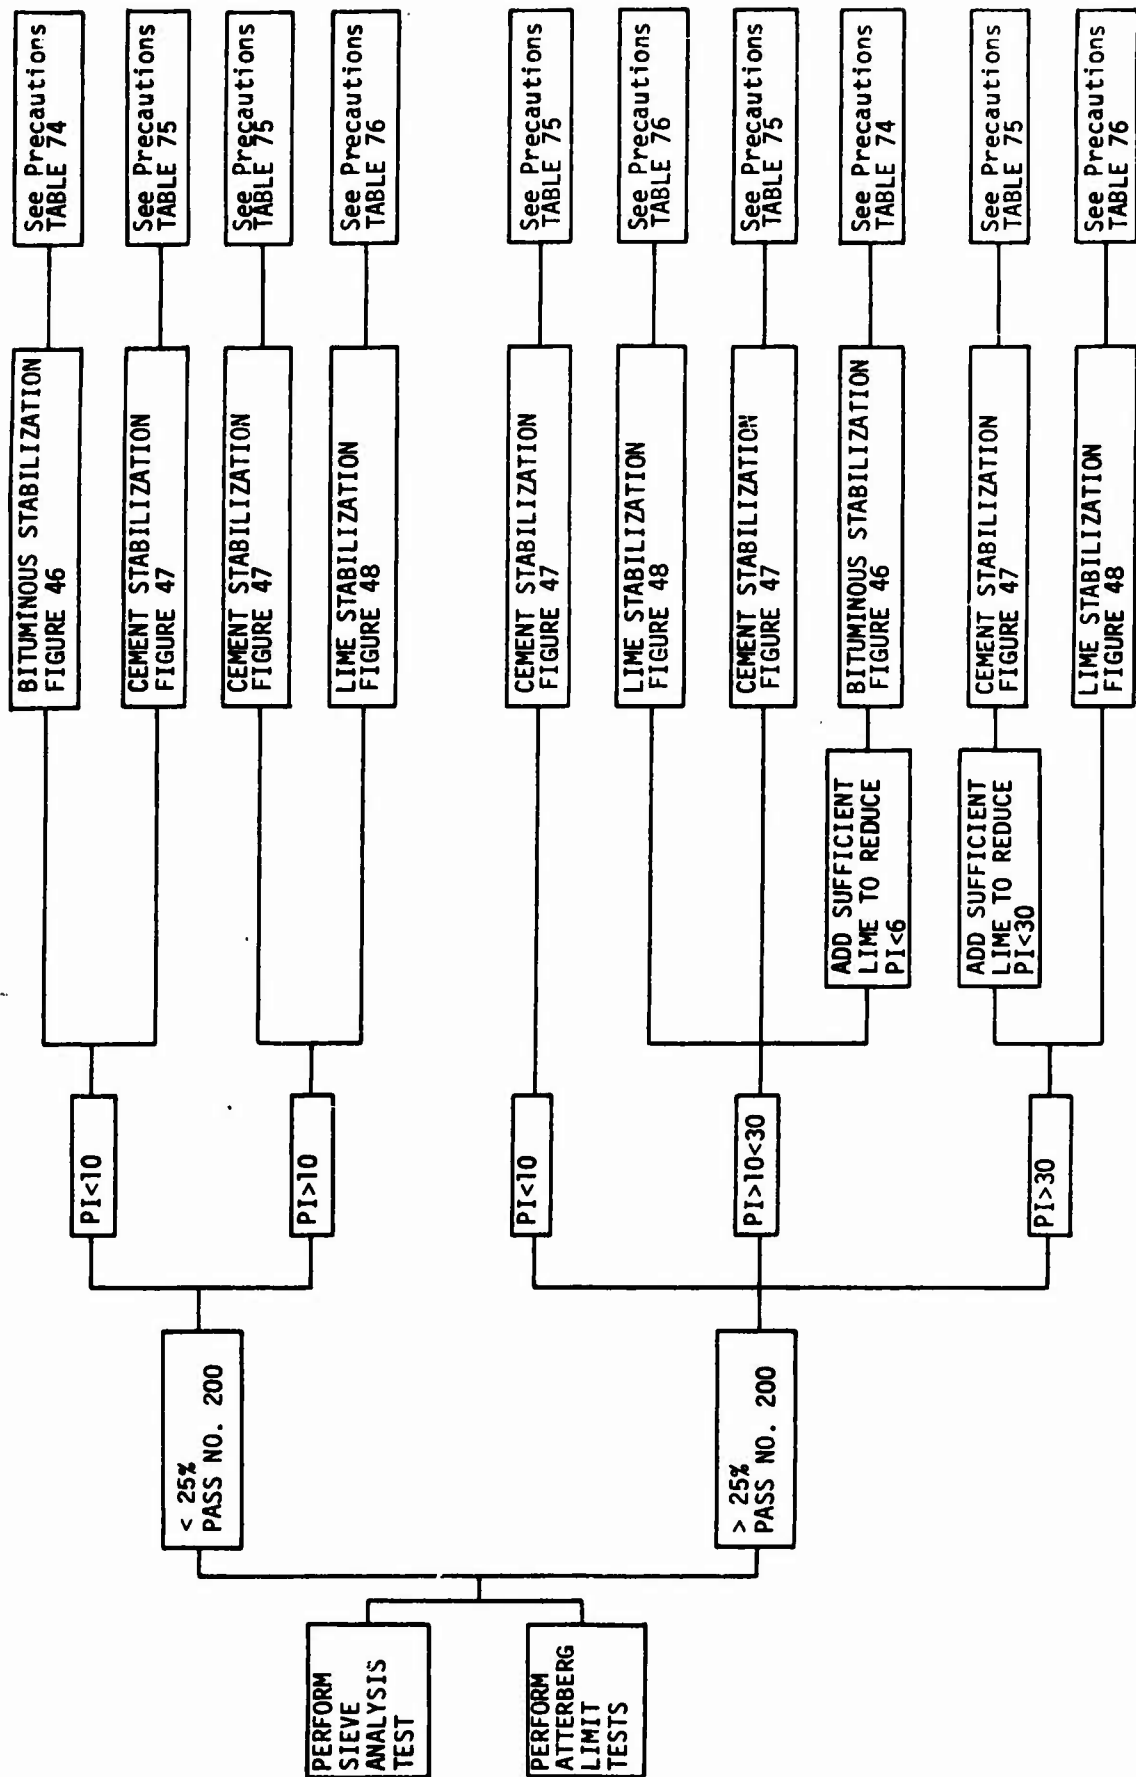 PERFORM
SIEVE
ANALYSIS
TEST
PERFORM
ATTERBERG
LIMIT
TESTS
< 25%
PASS NO. 200
> 25%
PASS NO. 200
PI<10
PI>10
PI<10
PI>10<30
PI>30
ADD SUFFICIENT
LIME TO REDUCE
PI<6
ADD SUFFICIENT
LIME TO REDUCE
PI<30
BITUMINOUS STABILIZATION
FIGURE 46
CEMENT STABILIZATION
FIGURE 47
CEMENT STABILIZATION
FIGURE 47
LIME STABILIZATION
FIGURE 48
CEMENT STABILIZATION
FIGURE 47
LIME STABILIZATION
FIGURE 48
CEMENT STABILIZATION
FIGURE 47
BITUMINOUS STABILIZATION
FIGURE 46
CEMENT STABILIZATION
FIGURE 47
LIME STABILIZATION
FIGURE 48
See Precautions
TABLE 74
See Precautions
TABLE 75
See Precautions
TABLE 75
See Precautions
TABLE 76
See Precautions
TABLE 75
See Precautions
TABLE 76
See Precautions
TABLE 75
See Precautions
TABLE 74
See Precautions
TABLE 75
See Precautions
TABLE 76